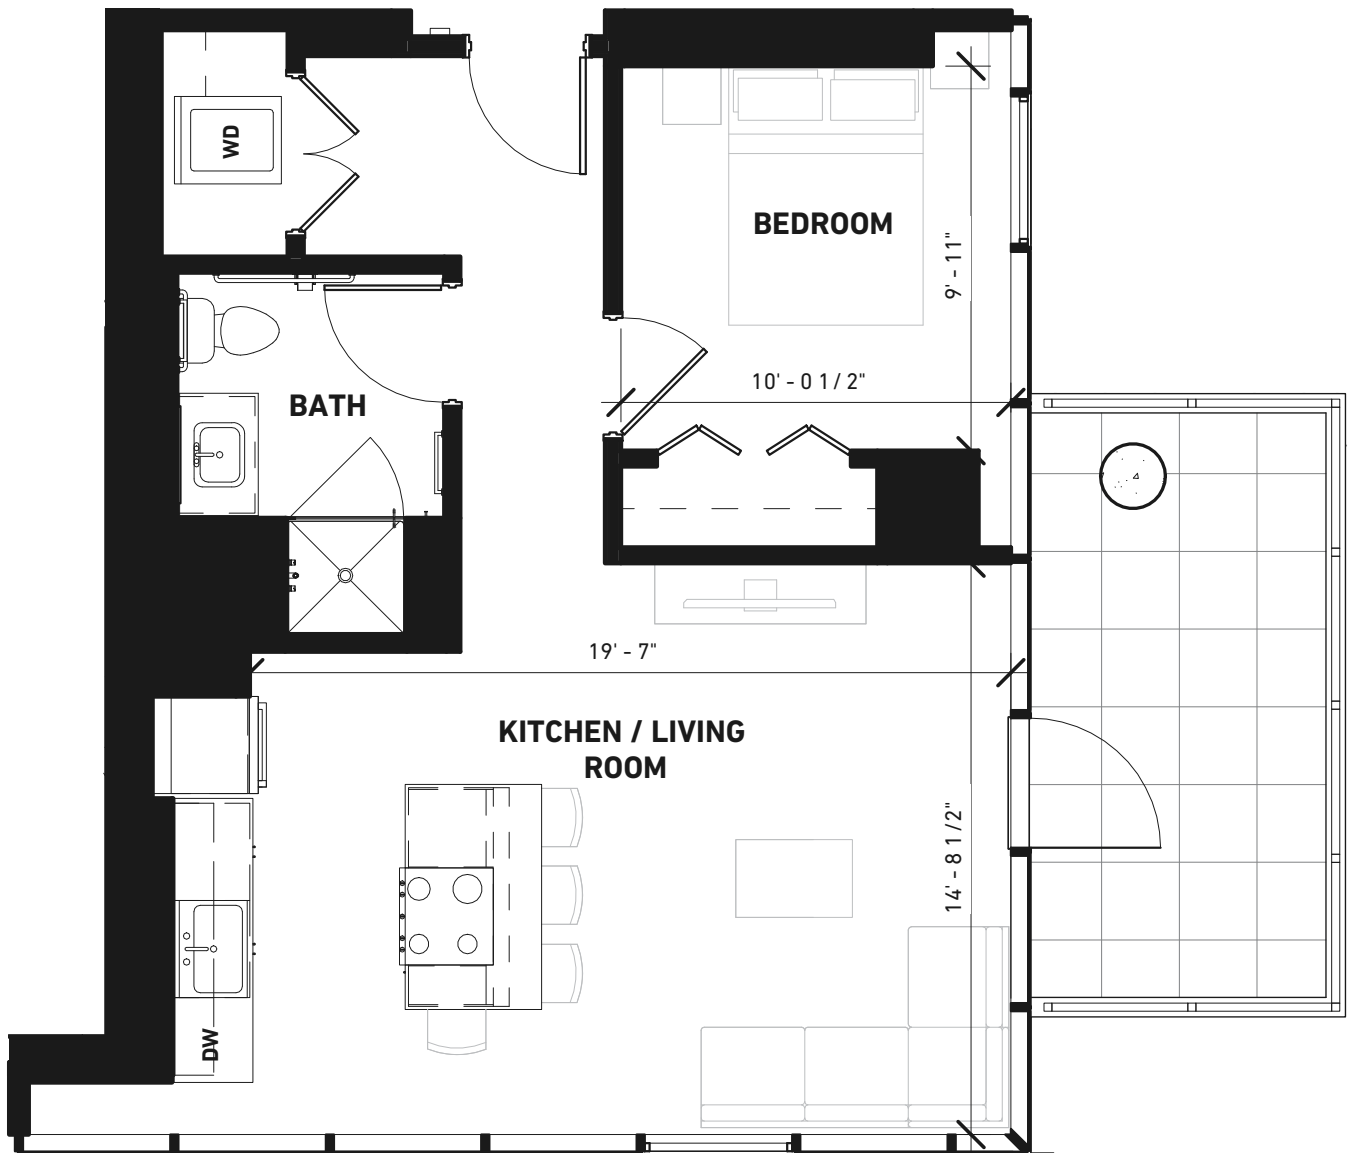 WD
BEDROOM
9' - 11"
10' - 0 1/2"
BATH
19' - 7"
KITCHEN / LIVING
ROOM
14' - 8 1/2"
DW